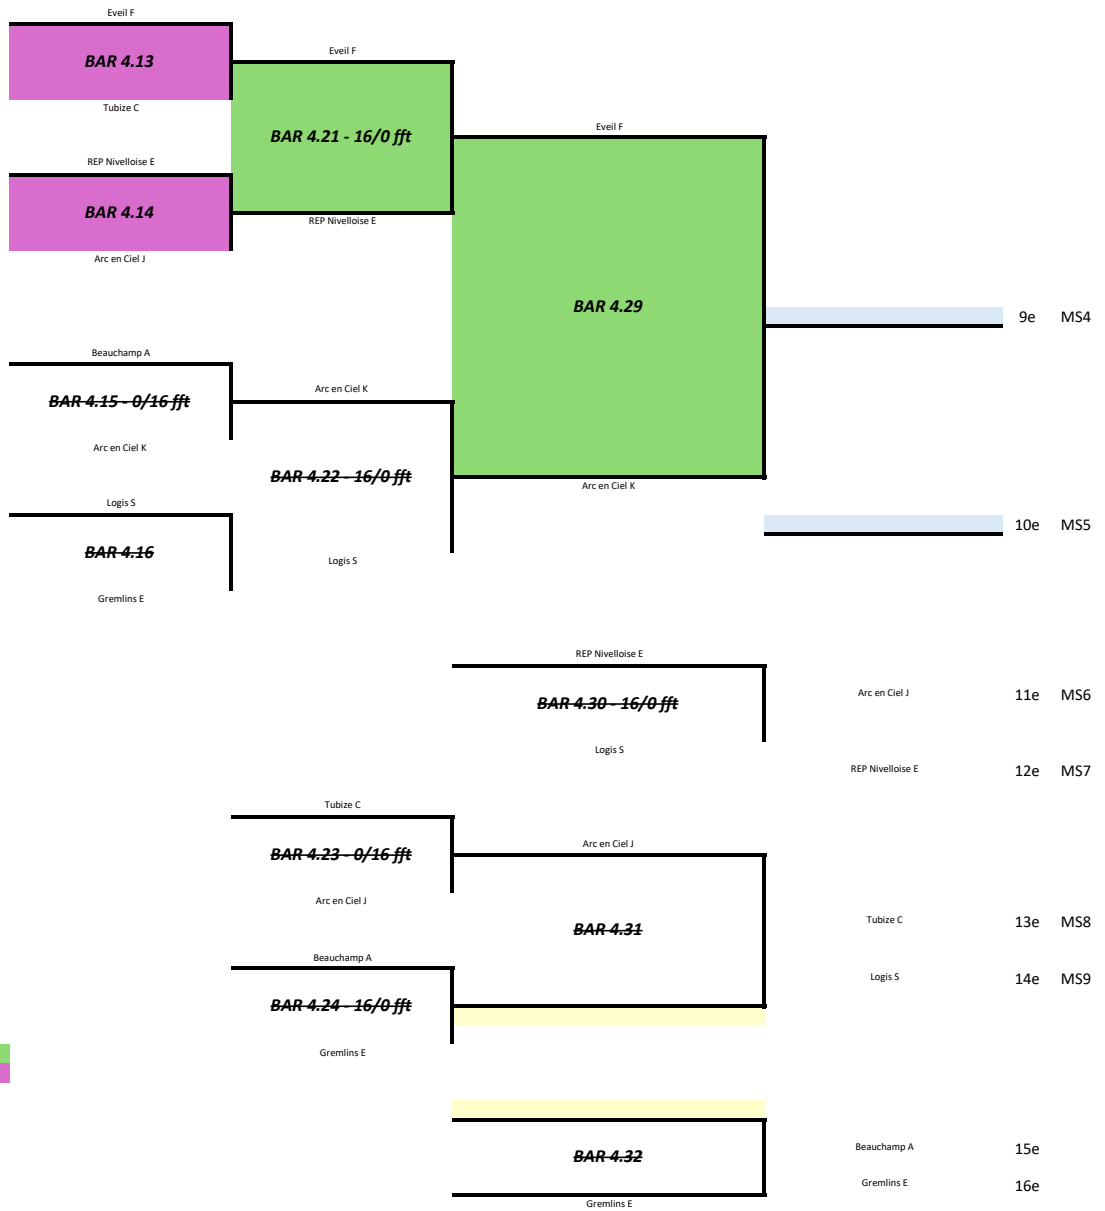 Eveil F
BAR 4.13
Tubize C
Eveil F
BAR 4.21 - 16/0 fft
REP Nivelloise E
REP Nivelloise E
BAR 4.14
Arc en Ciel J
Eveil F
BAR 4.29
Arc en Ciel K
9e MS4
10e MS5
Beauchamp A
BAR 4.15 - 0/16 fft
Arc en Ciel K
Arc en Ciel K
BAR 4.22 - 16/0 fft
Logis S
Logis S
BAR 4.16
Gremlins E
REP Nivelloise E
BAR 4.30 - 16/0 fft
Logis S
Arc en Ciel J 11e MS6
REP Nivelloise E 12e MS7
Tubize C
BAR 4.23 - 0/16 fft
Arc en Ciel J
Arc en Ciel J
BAR 4.31
Tubize C 13e MS8
Logis S 14e MS9
Beauchamp A
BAR 4.24 - 16/0 fft
Gremlins E
BAR 4.32
Gremlins E
Beauchamp A 15e
Gremlins E 16e